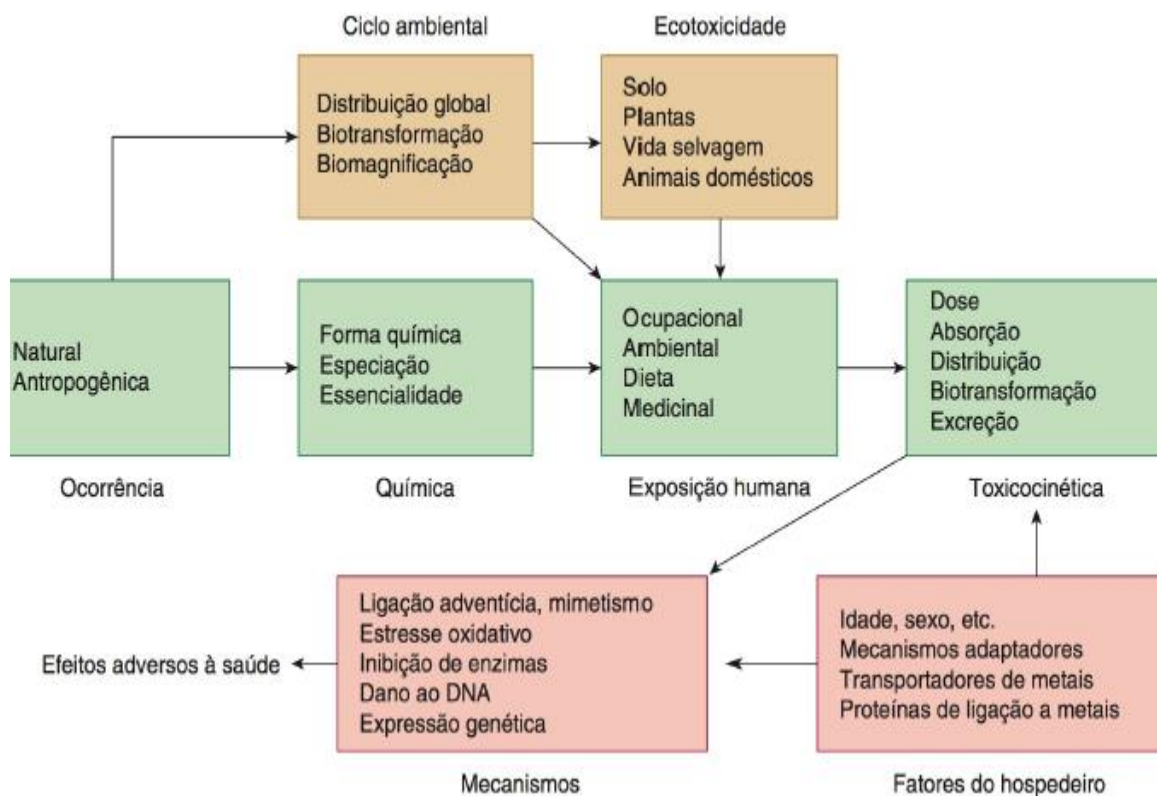 Ciclo ambiental
Distribuição global
Biotransformação
Biomagnificação
Ecotoxicidade
Solo
Plantas
Vida selvagem
Animais domésticos
Natural
Antropogênica
Ocorrência
Forma química
Especiação
Essencialidade
Química
Ocupacional
Ambiental
Dieta
Medicinal
Exposição humana
Dose
Absorção
Distribuição
Biotransformação
Excreção
Toxicocinética
Efeitos adversos à saúde
Ligação adventícia, mimetismo
Estresse oxidativo
Inibição de enzimas
Dano ao DNA
Expressão genética
Mecanismos
Idade, sexo, etc.
Mecanismos adaptadores
Transportadores de metais
Proteínas de ligação a metais
Fatores do hospedeiro